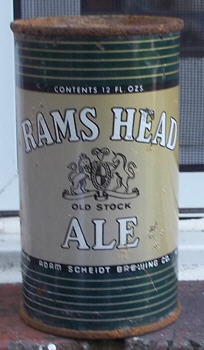 CONTENTS 12 FL. OZS.
RAMS HEAD
OLD STOCK
ALE
ADAM SCHEIDT BREWING CO.